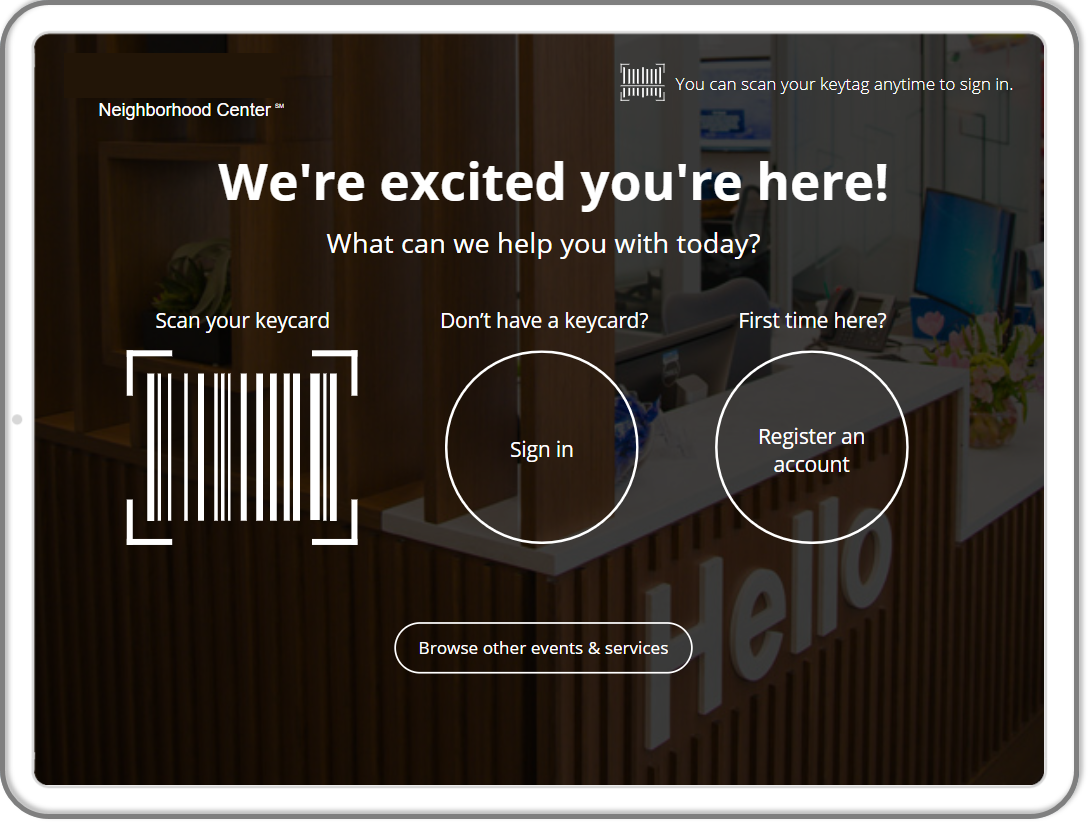 You can scan your keytag anytime to sign in.
Neighborhood Center ℠
We're excited you're here!
What can we help you with today?
Scan your keycard
Don’t have a keycard?
First time here?
Sign in
Register an
account
Hello
Browse other events & services